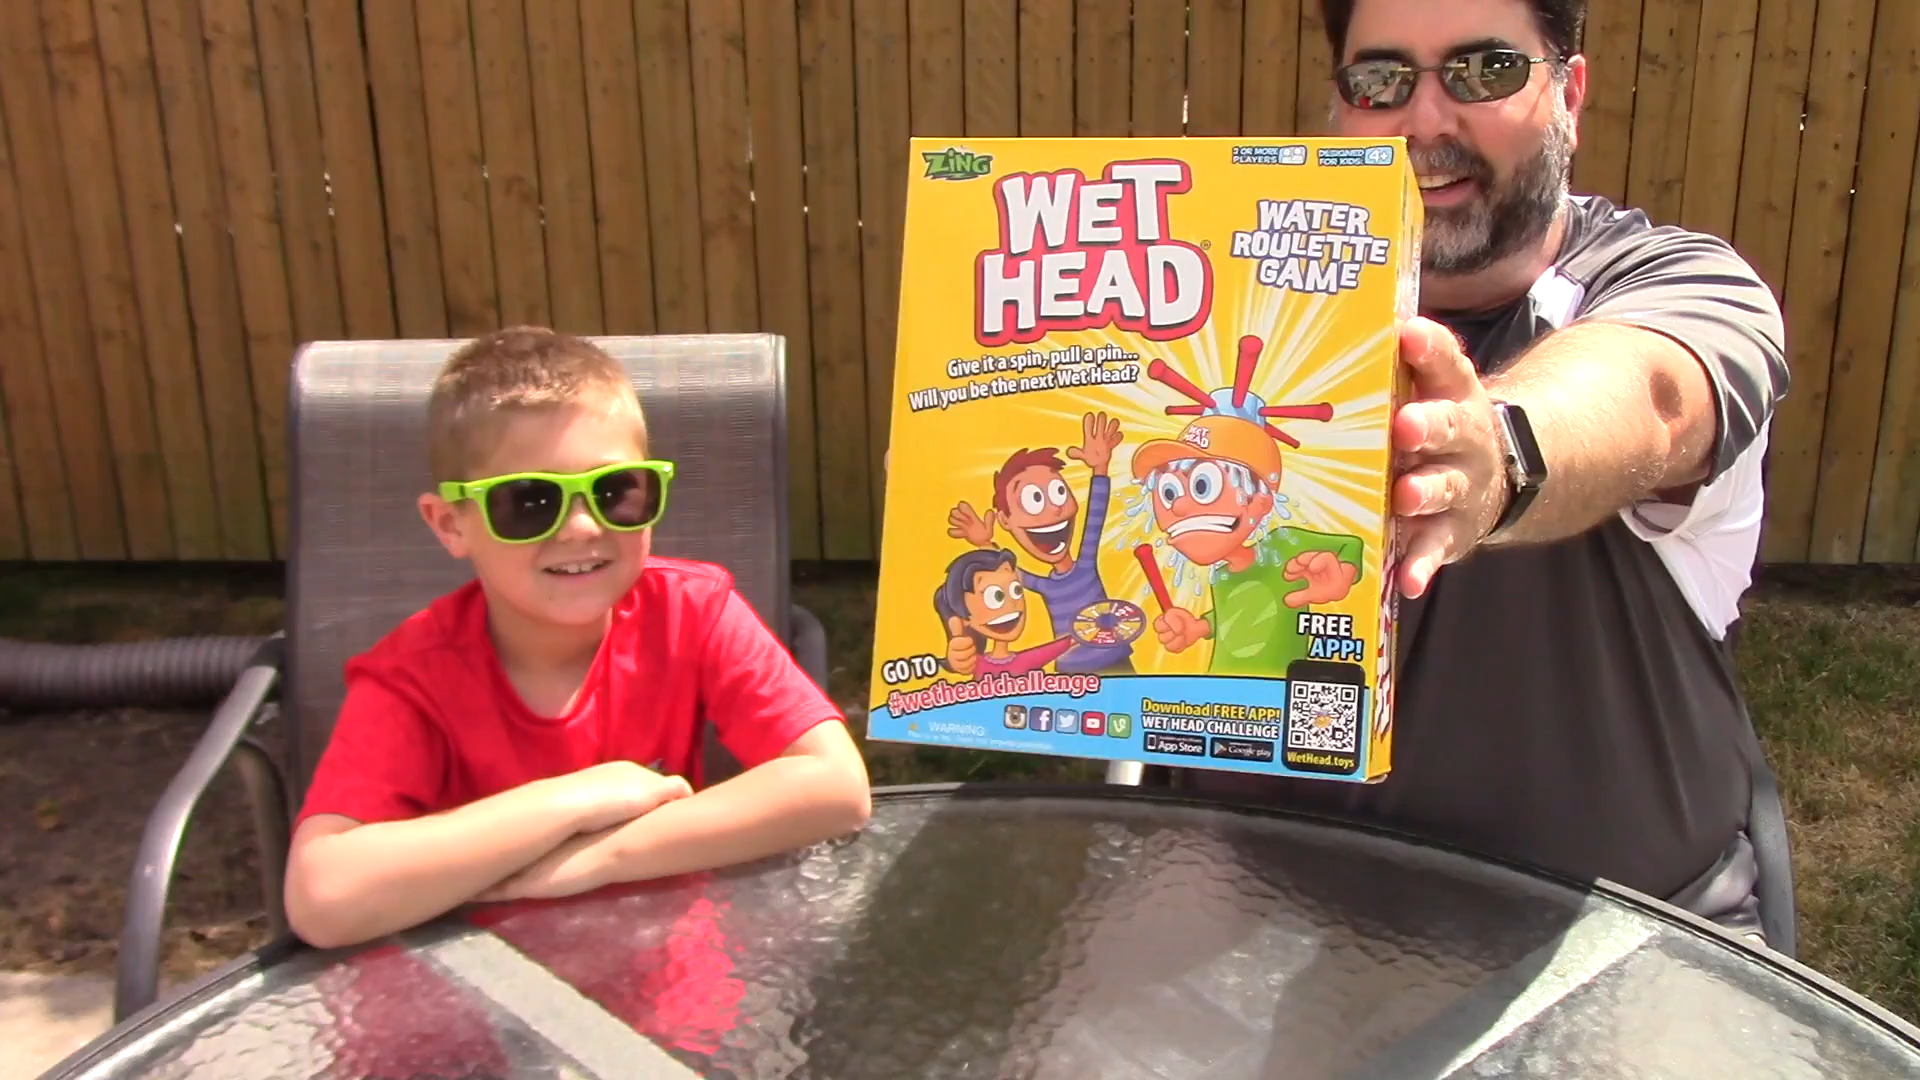 ZING
2 OR MORE
PLAYERS
DESIGNED
FOR KIDS:
4+
WET
HEAD®
WATER
ROULETTE
GAME
Give it a spin, pull a pin...
Will you be the next Wet Head?
WET
HEAD
FREE
APP!
GO TO
#wetheadchallenge
WARNING:
Download FREE APP!
WET HEAD CHALLENGE
App Store
Google play
WetHead.toys